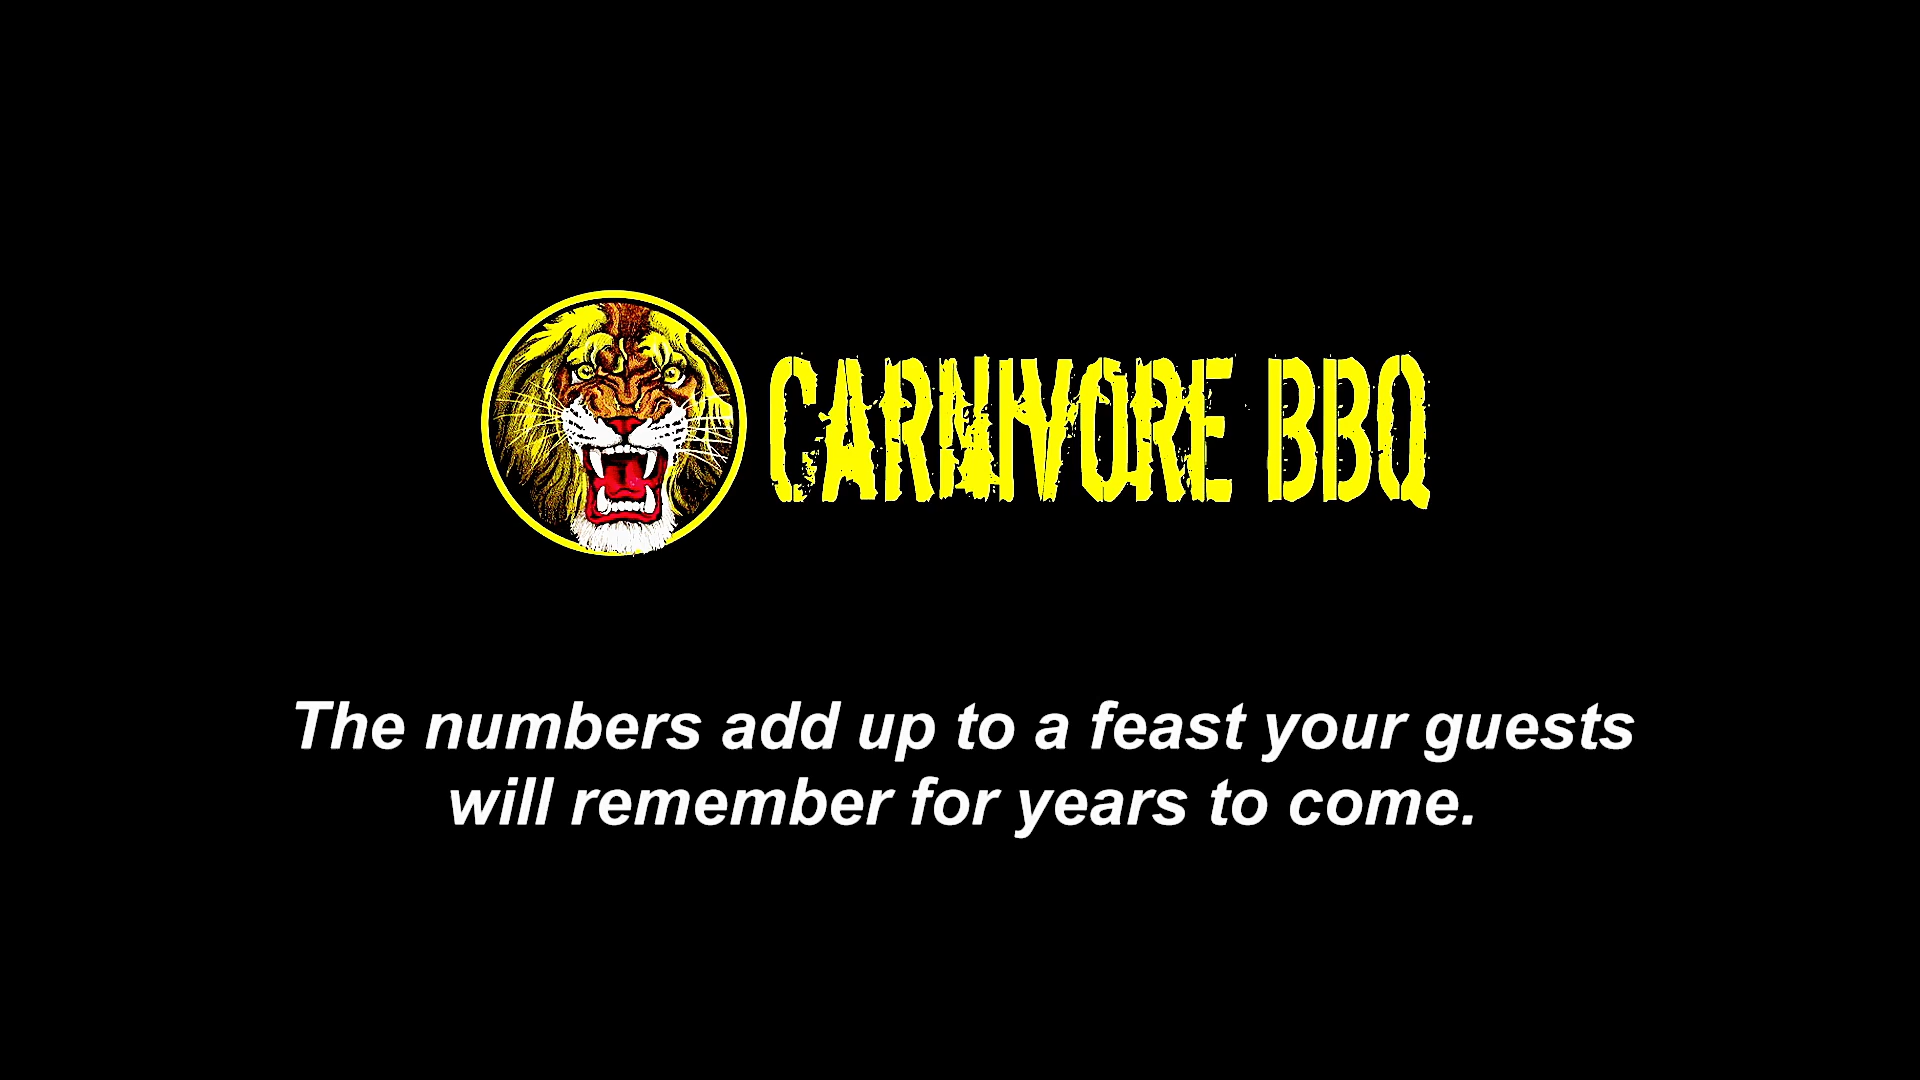 CARNIVORE BBQ
The numbers add up to a feast your guests
will remember for years to come.